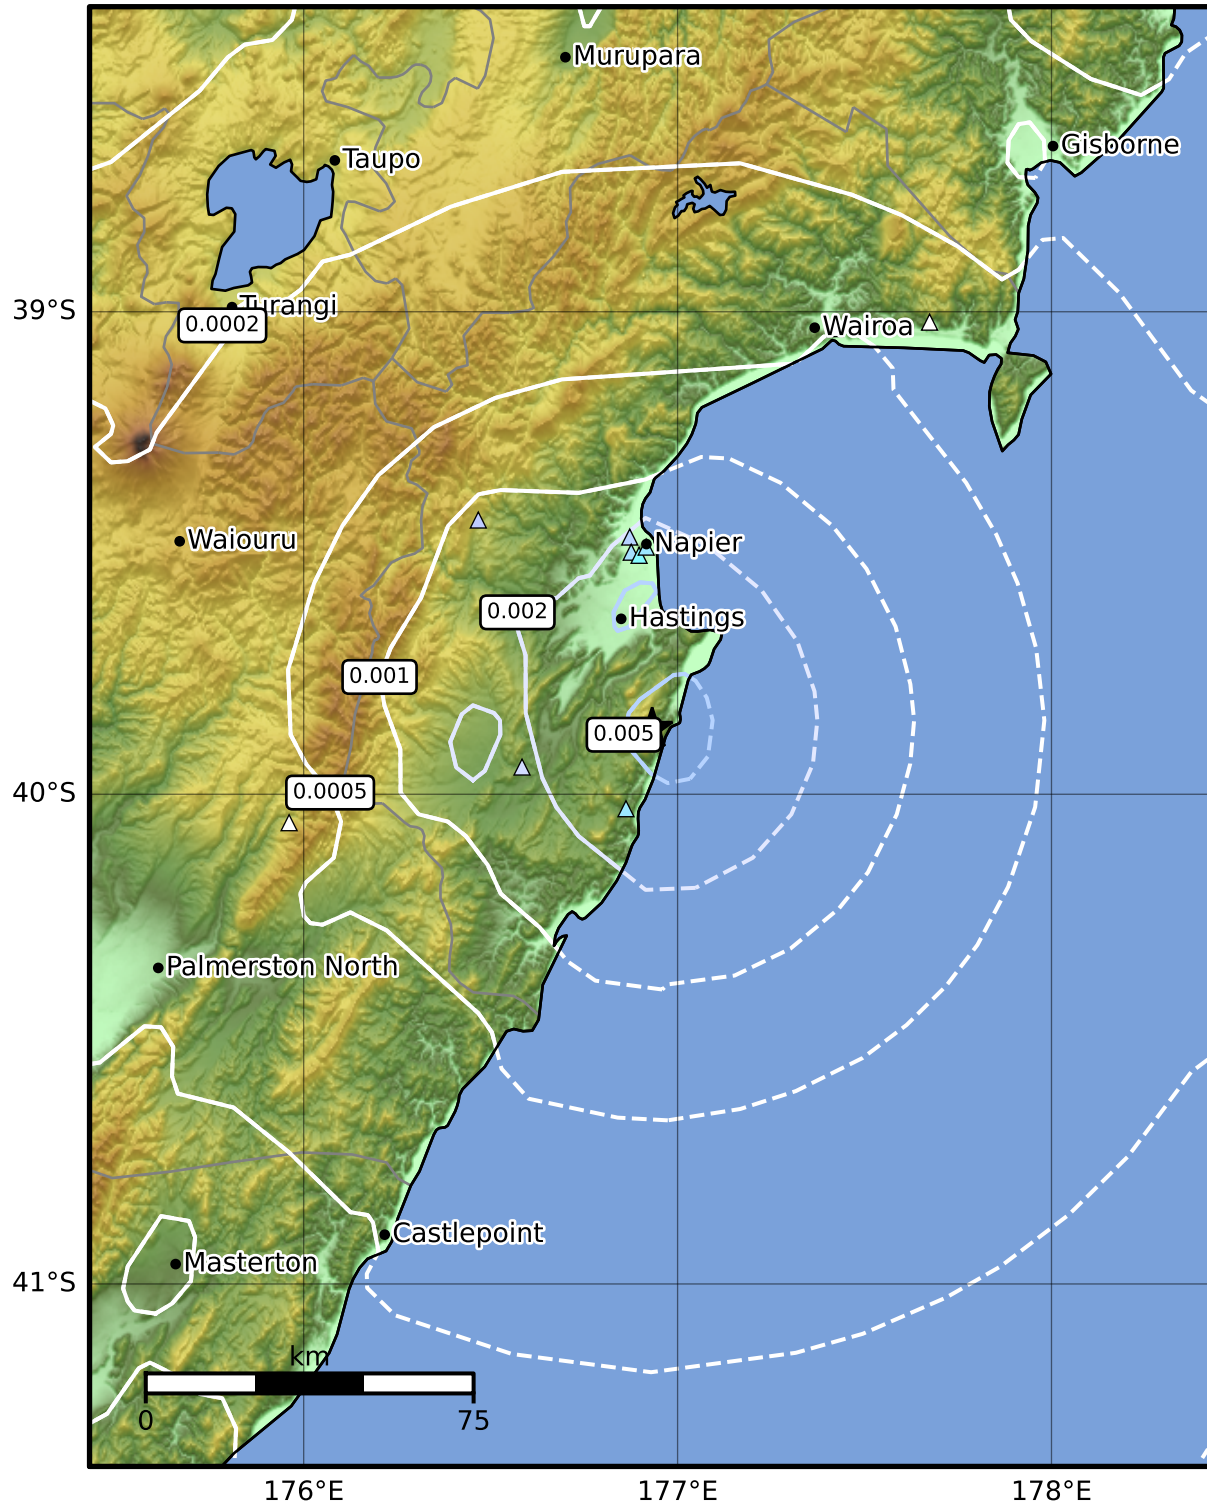 Murupara
Gisborne
Taupo
Turangi
39°S
0.0002
Wairoa
Waiouru
Napier
0.002
Hastings
0.001
0.005
40°S
0.0005
Palmerston North
Castlepoint
Masterton
41°S
km
0
75
176°E
177°E
178°E